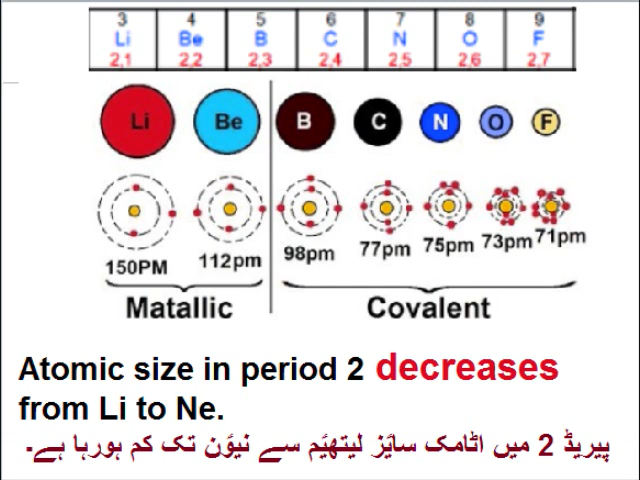 3 4 5 6 7 8 9
Li Be B C N O F
2,1 2,2 2,3 2,4 2,5 2,6 2,7
Li Be B C N O F
150PM 112pm 98pm 77pm 75pm 73pm 71pm
Matallic Covalent
Atomic size in period 2 decreases
from Li to Ne.
پیریڈ 2 میں اٹامک سائز لیتھیئم سے نیؤن تک کم ہورہا ہے۔